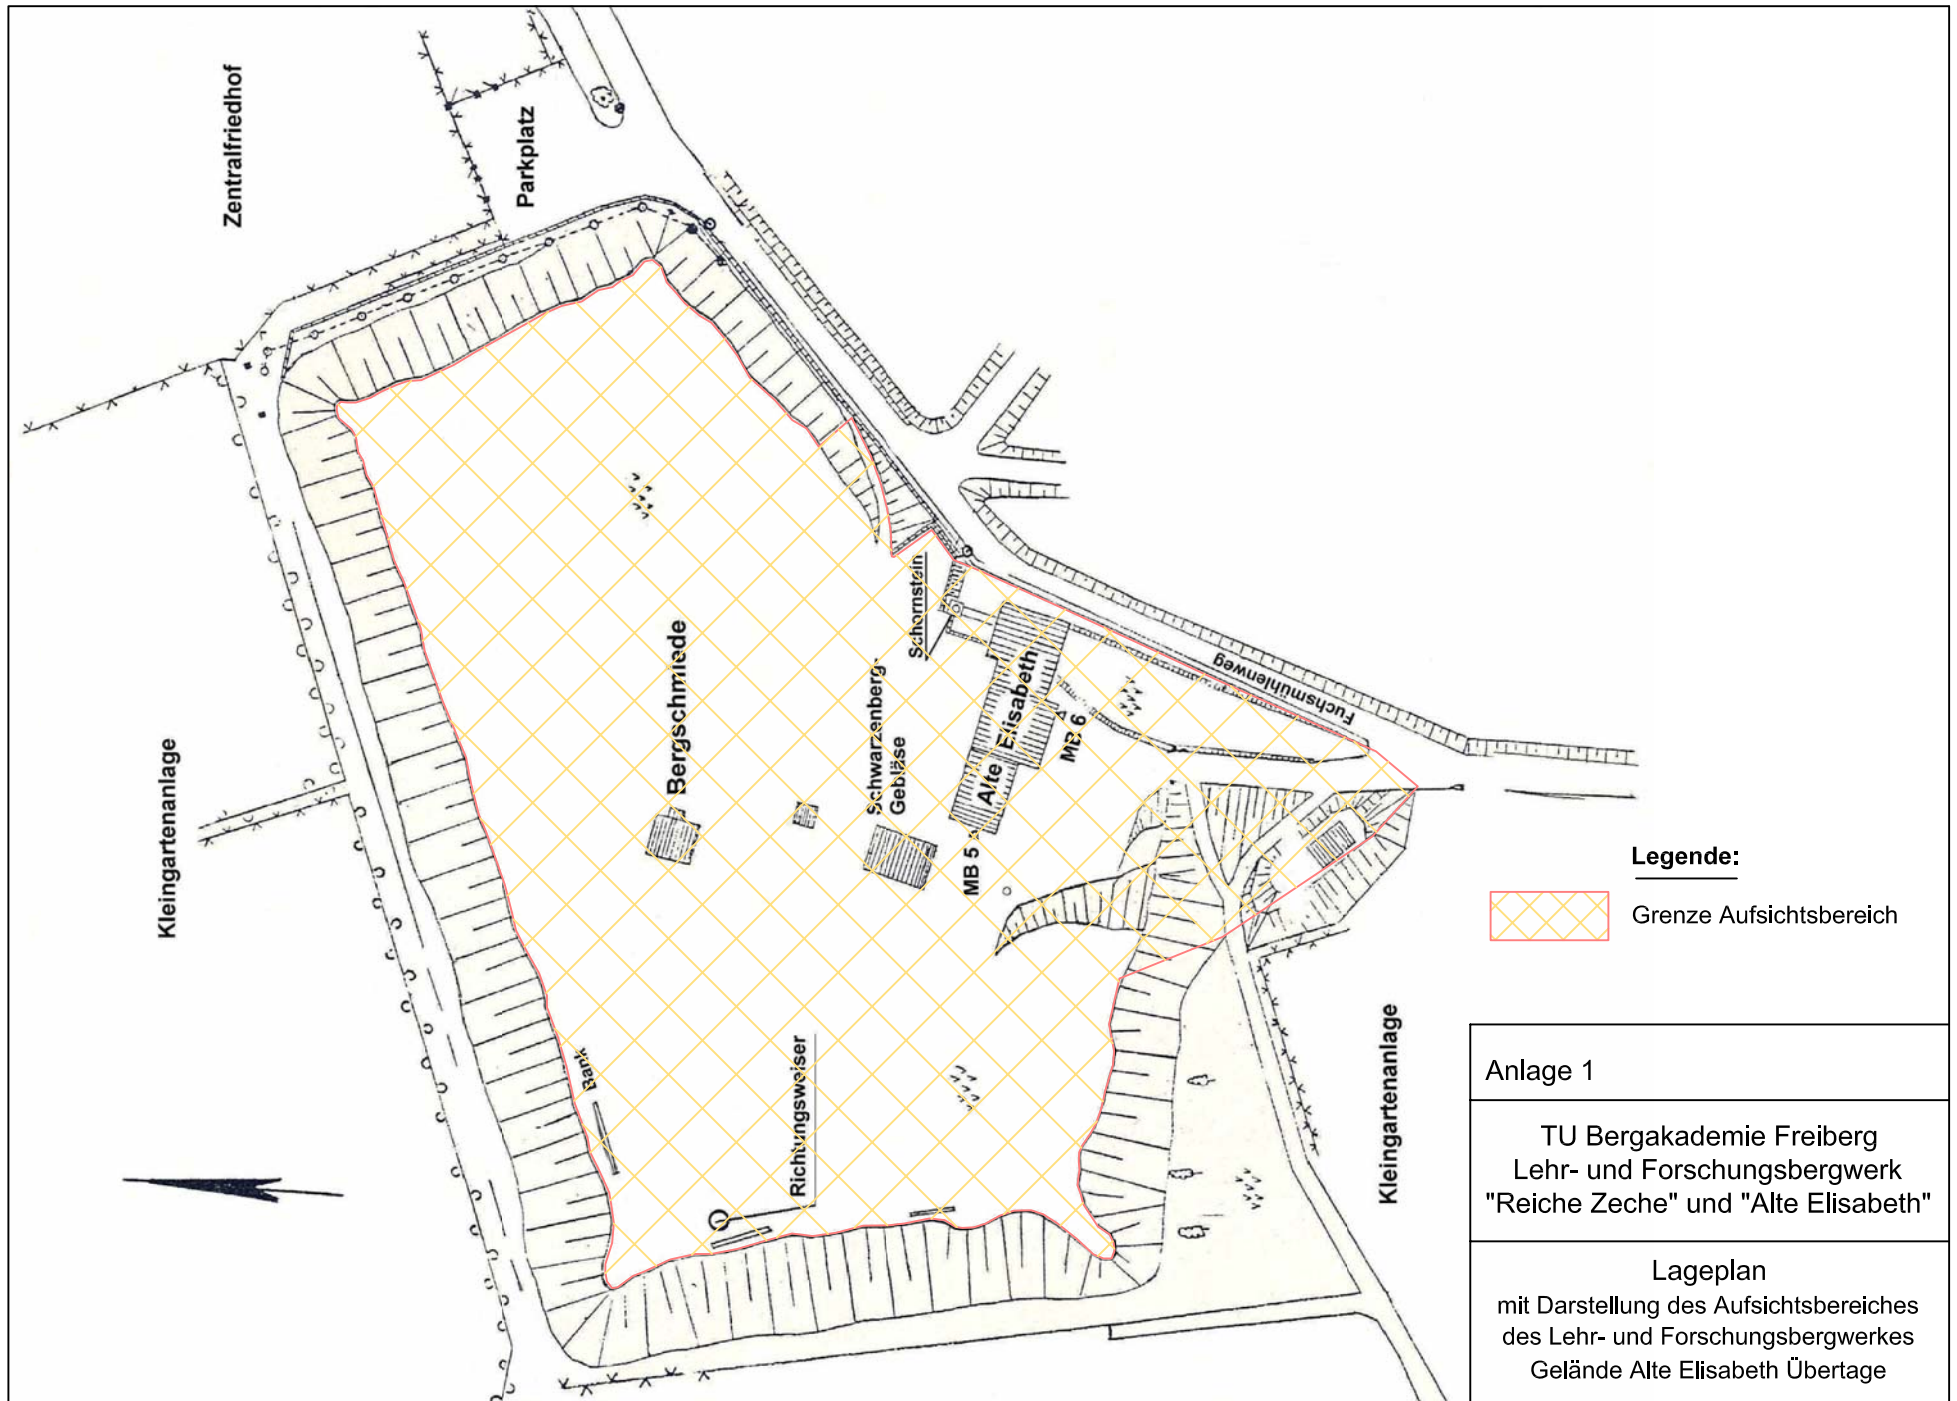 Zentralfriedhof
Parkplatz
Kleingartenanlage
Bergschmiede
Schornstein
Schwarzenberg
Gebläse
Alte Elisabeth
MB 6
MB 5
Fuchsmühlenweg
Bank
Richtungsweiser
Kleingartenanlage
Legende:
Grenze Aufsichtsbereich
Anlage 1
TU Bergakademie Freiberg
Lehr- und Forschungsbergwerk
"Reiche Zeche" und "Alte Elisabeth"
Lageplan
mit Darstellung des Aufsichtsbereiches
des Lehr- und Forschungsbergwerkes
Gelände Alte Elisabeth Übertage